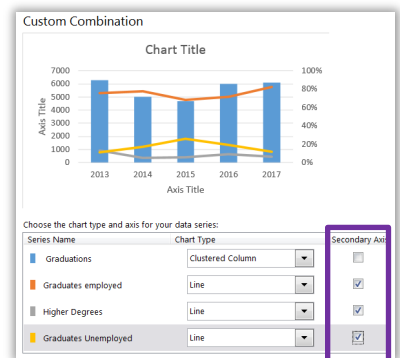 Custom Combination
Chart Title
7000 100%
6000 80%
5000
4000 60%
3000 40%
2000
1000 20%
0 0%
Axis Title
2013 2014 2015 2016 2017
Axis Title
Choose the chart type and axis for your data series:
Series Name Chart Type Secondary Axis
Graduations Clustered Column
Graduates employed Line
Higher Degrees Line
Graduates Unemployed Line